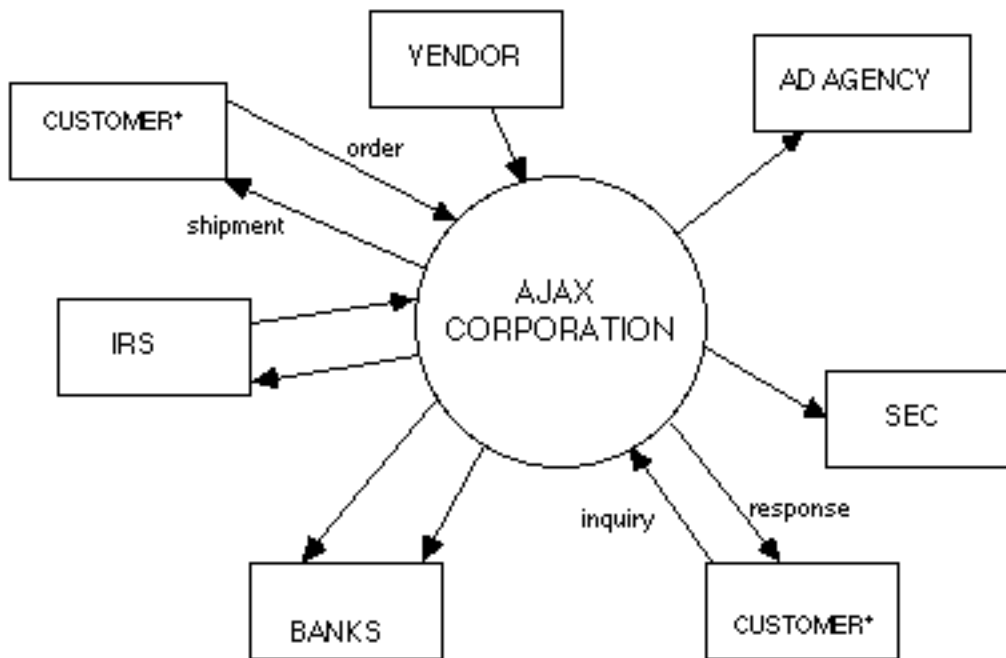 VENDOR
AD AGENCY
CUSTOMER*
order
shipment
AJAX
CORPORATION
IRS
SEC
response
inquiry
BANKS
CUSTOMER*